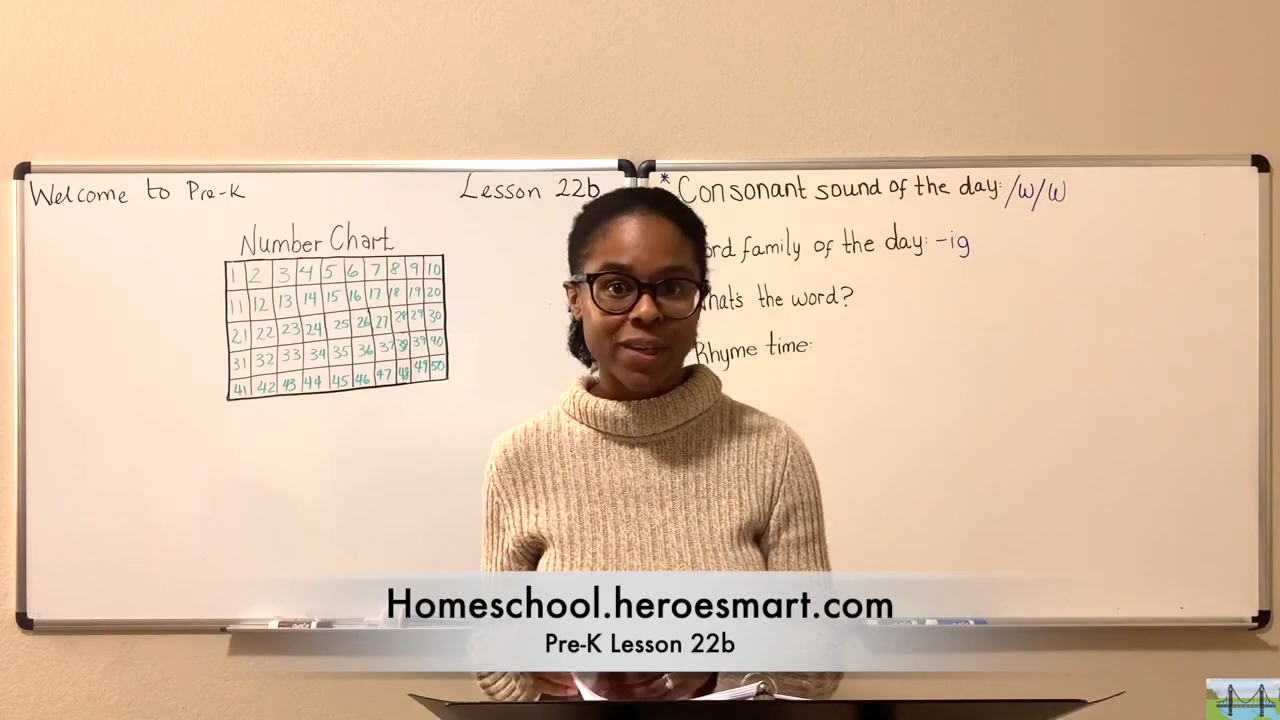 Welcome to Pre-K
Lesson 22b
Number Chart
1 2 3 4 5 6 7 8 9 10
11 12 13 14 15 16 17 18 19 20
21 22 23 24 25 26 27 28 29 30
31 32 33 34 35 36 37 38 39 40
41 42 43 44 45 46 47 48 49 50
* Consonant sound of the day: /w/w
ord family of the day: -ig
hat's the word?
Rhyme time:
Homeschool.heroesmart.com
Pre-K Lesson 22b